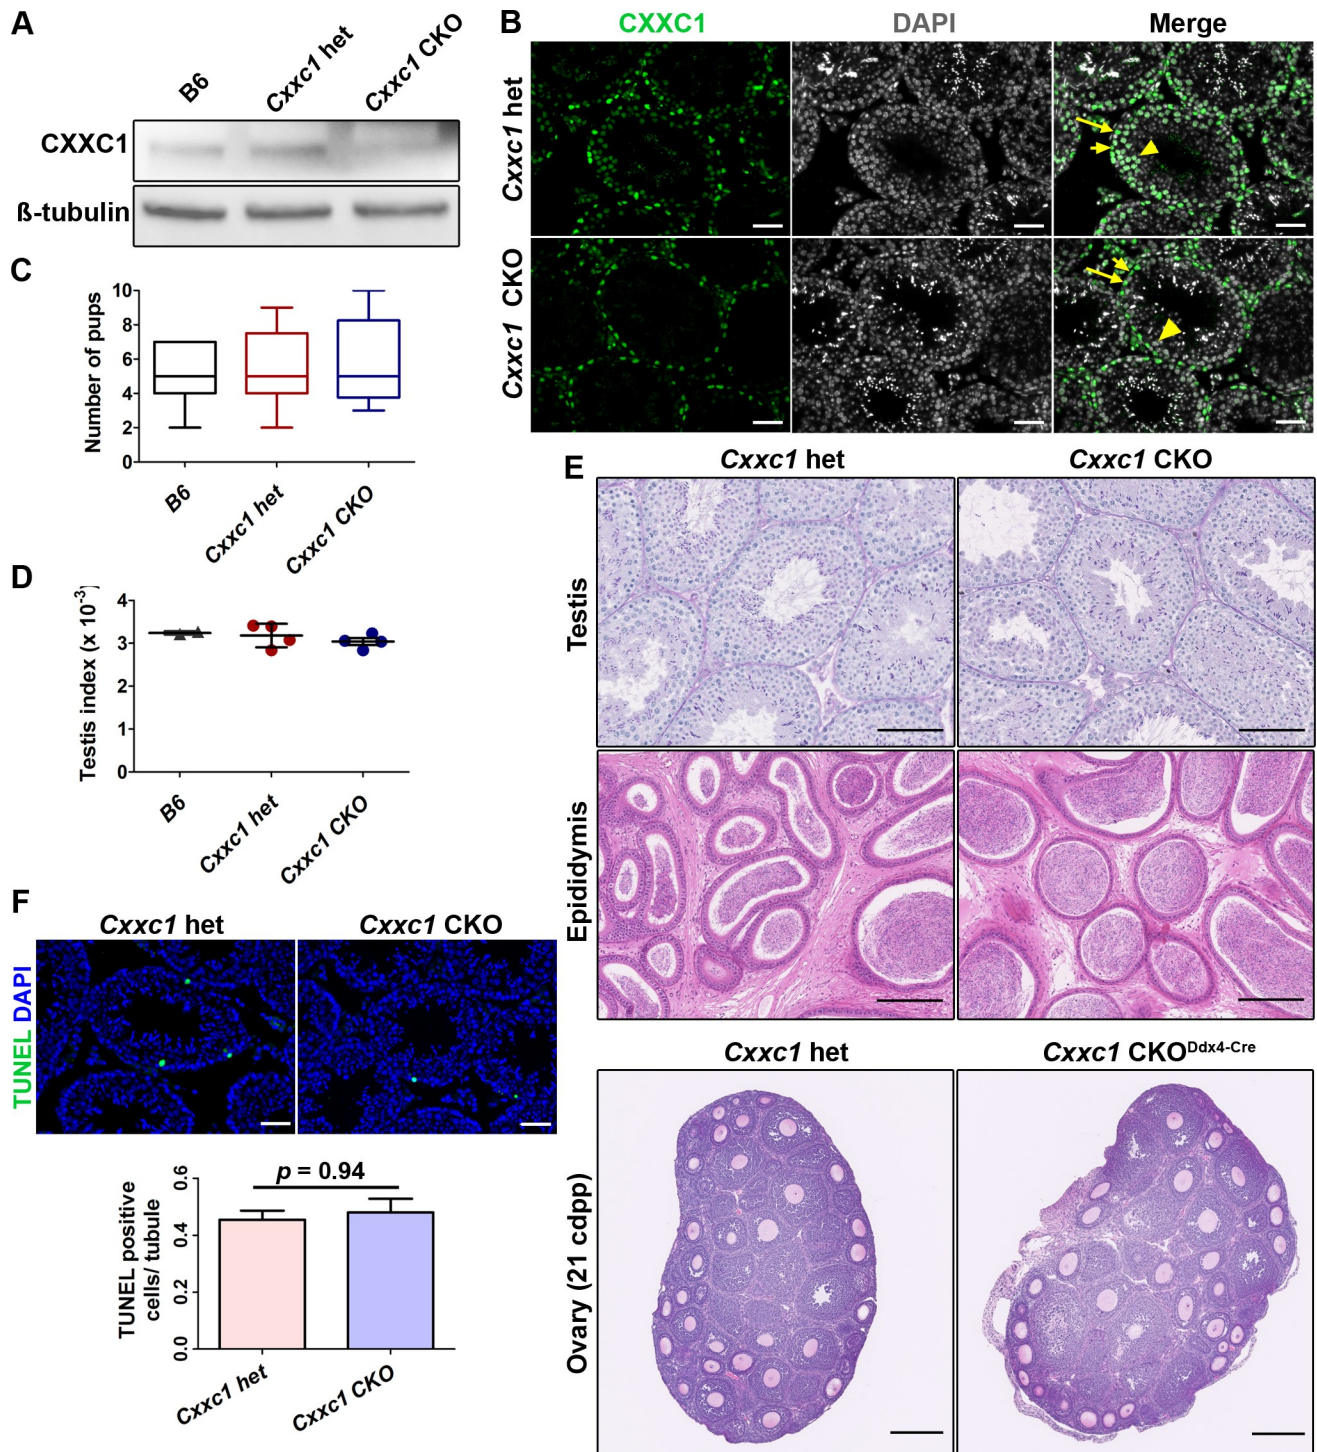 A
B6
Cxxc1 het
Cxxc1 CKO
CXXC1
ß-tubulin
B
CXXC1
DAPI
Merge
Cxxc1 het
Cxxc1 CKO
C
Number of pups
10
8
6
4
2
0
B6
Cxxc1 het
Cxxc1 CKO
D
Testis index (x 10-3)
4
3
2
1
0
B6
Cxxc1 het
Cxxc1 CKO
E
Cxxc1 het
Cxxc1 CKO
Testis
Epididymis
Cxxc1 het
Cxxc1 CKODdx4-Cre
Ovary (21 cdpp)
F
Cxxc1 het
Cxxc1 CKO
TUNEL DAPI
p = 0.94
TUNEL positive
cells/ tubule
0.6
0.4
0.2
0.0
Cxxc1 het
Cxxc1 CKO